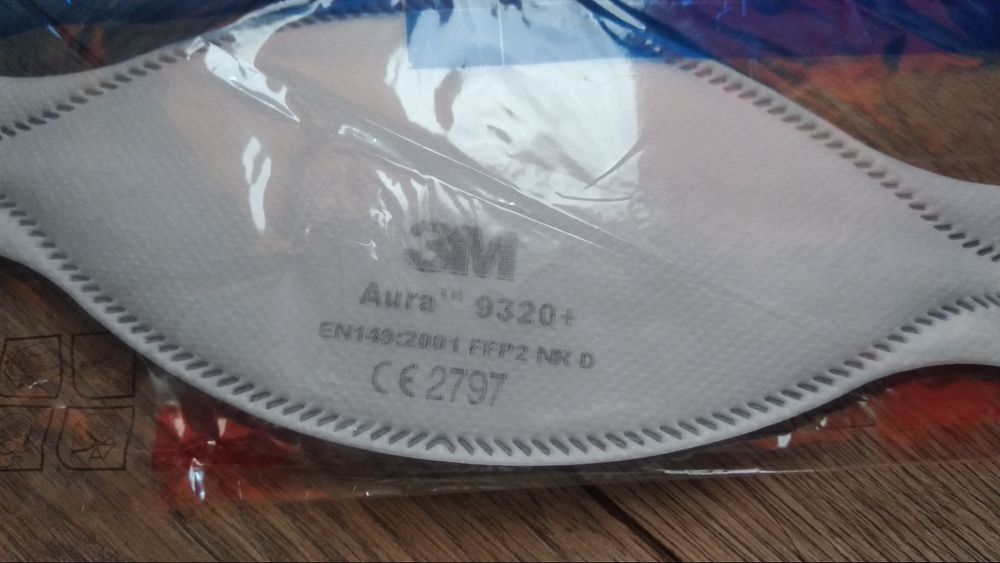 3M
Aura™ 9320+
EN149:2001 FFP2 NR D
CE 2797